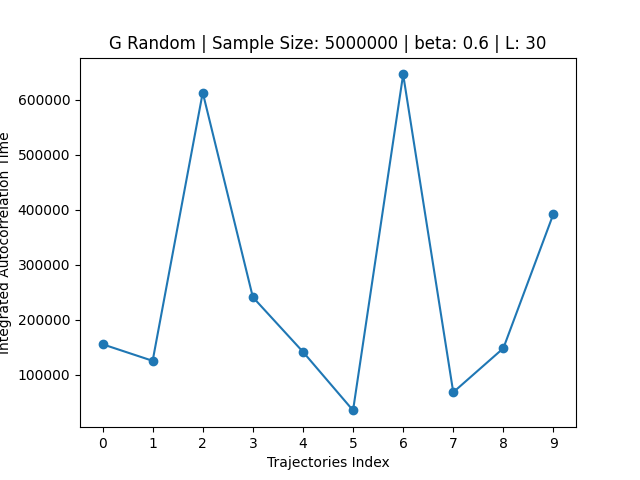 G Random | Sample Size: 5000000 | beta: 0.6 | L: 30
600000
500000
400000
300000
200000
100000
Integrated Autocorrelation Time
0 1 2 3 4 5 6 7 8 9
Trajectories Index